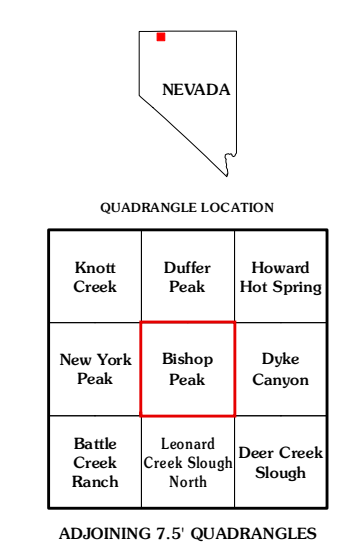 NEVADA
QUADRANGLE LOCATION
Knott
Creek
Duffer
Peak
Howard
Hot Spring
New York
Peak
Bishop
Peak
Dyke
Canyon
Battle
Creek
Ranch
Leonard
Creek Slough
North
Deer Creek
Slough
ADJOINING 7.5' QUADRANGLES